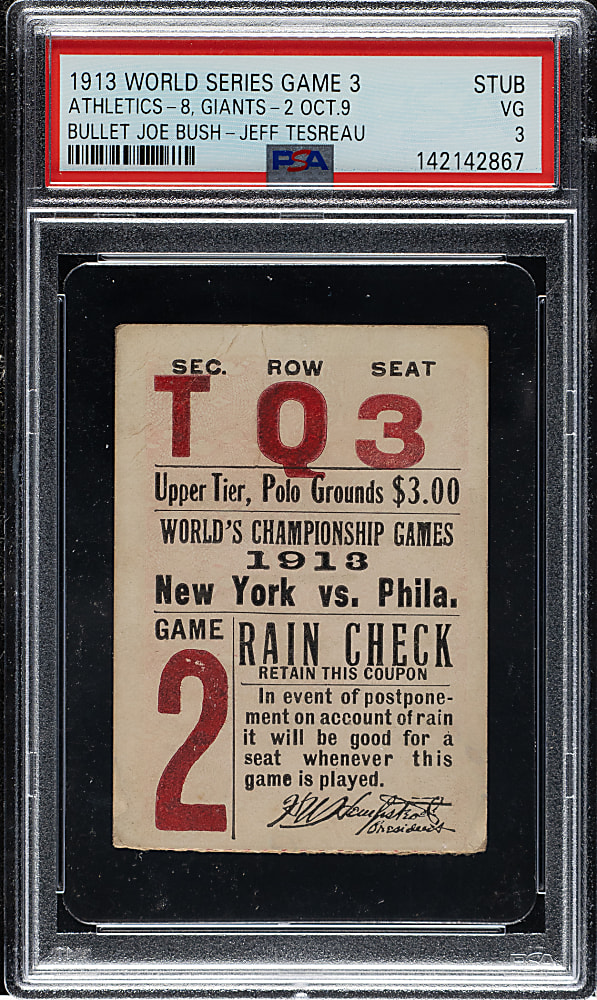 1913 WORLD SERIES GAME 3 STUB
ATHLETICS-8, GIANTS-2 OCT.9 VG
BULLET JOE BUSH-JEFF TESREAU 3
PSA 142142867
SEC. ROW SEAT
T Q 3
Upper Tier, Polo Grounds $3.00
WORLD'S CHAMPIONSHIP GAMES
1913
New York vs. Phila.
GAME
2
RAIN CHECK
RETAIN THIS COUPON
In event of postpone-
ment on account of rain
it will be good for a
seat whenever this
game is played.
H N Hempstead
President
PSA